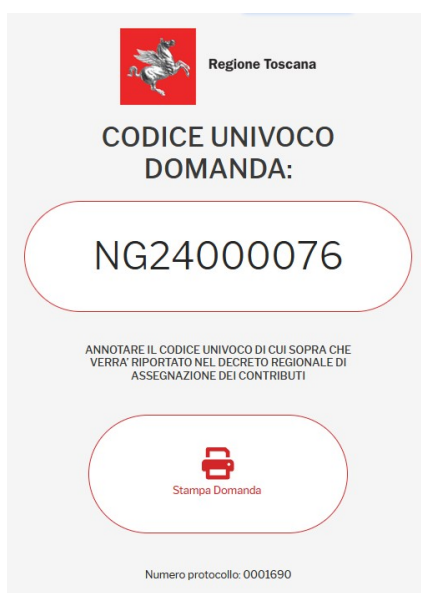 Regione Toscana
CODICE UNIVOCO
DOMANDA:
NG24000076
ANNOTARE IL CODICE UNIVOCO DI CUI SOPRA CHE
VERRA' RIPORTATO NEL DECRETO REGIONALE DI
ASSEGNAZIONE DEI CONTRIBUTI
Stampa Domanda
Numero protocollo: 0001690